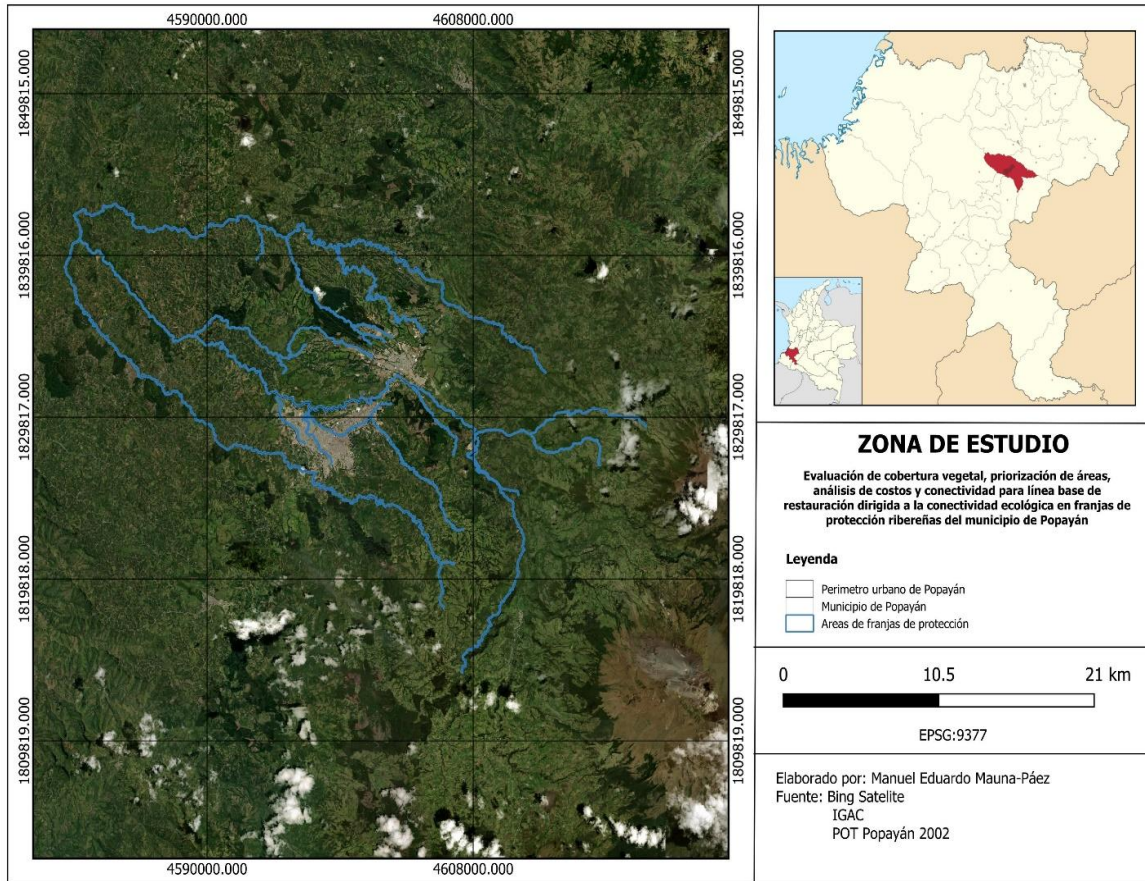 4590000.000
4608000.000
1849815.000
1849815.000
1839816.000
1839816.000
1829817.000
1829817.000
1819818.000
1819818.000
1809819.000
1809819.000
4590000.000
4608000.000
ZONA DE ESTUDIO
Evaluación de cobertura vegetal, priorización de áreas,
análisis de costos y conectividad para línea base de
restauración dirigida a la conectividad ecológica en franjas de
protección ribereñas del municipio de Popayán
Leyenda
Perimetro urbano de Popayán
Municipio de Popayán
Areas de franjas de protección
0 10.5 21 km
EPSG:9377
Elaborado por: Manuel Eduardo Mauna-Páez
Fuente: Bing Satelite
IGAC
POT Popayán 2002